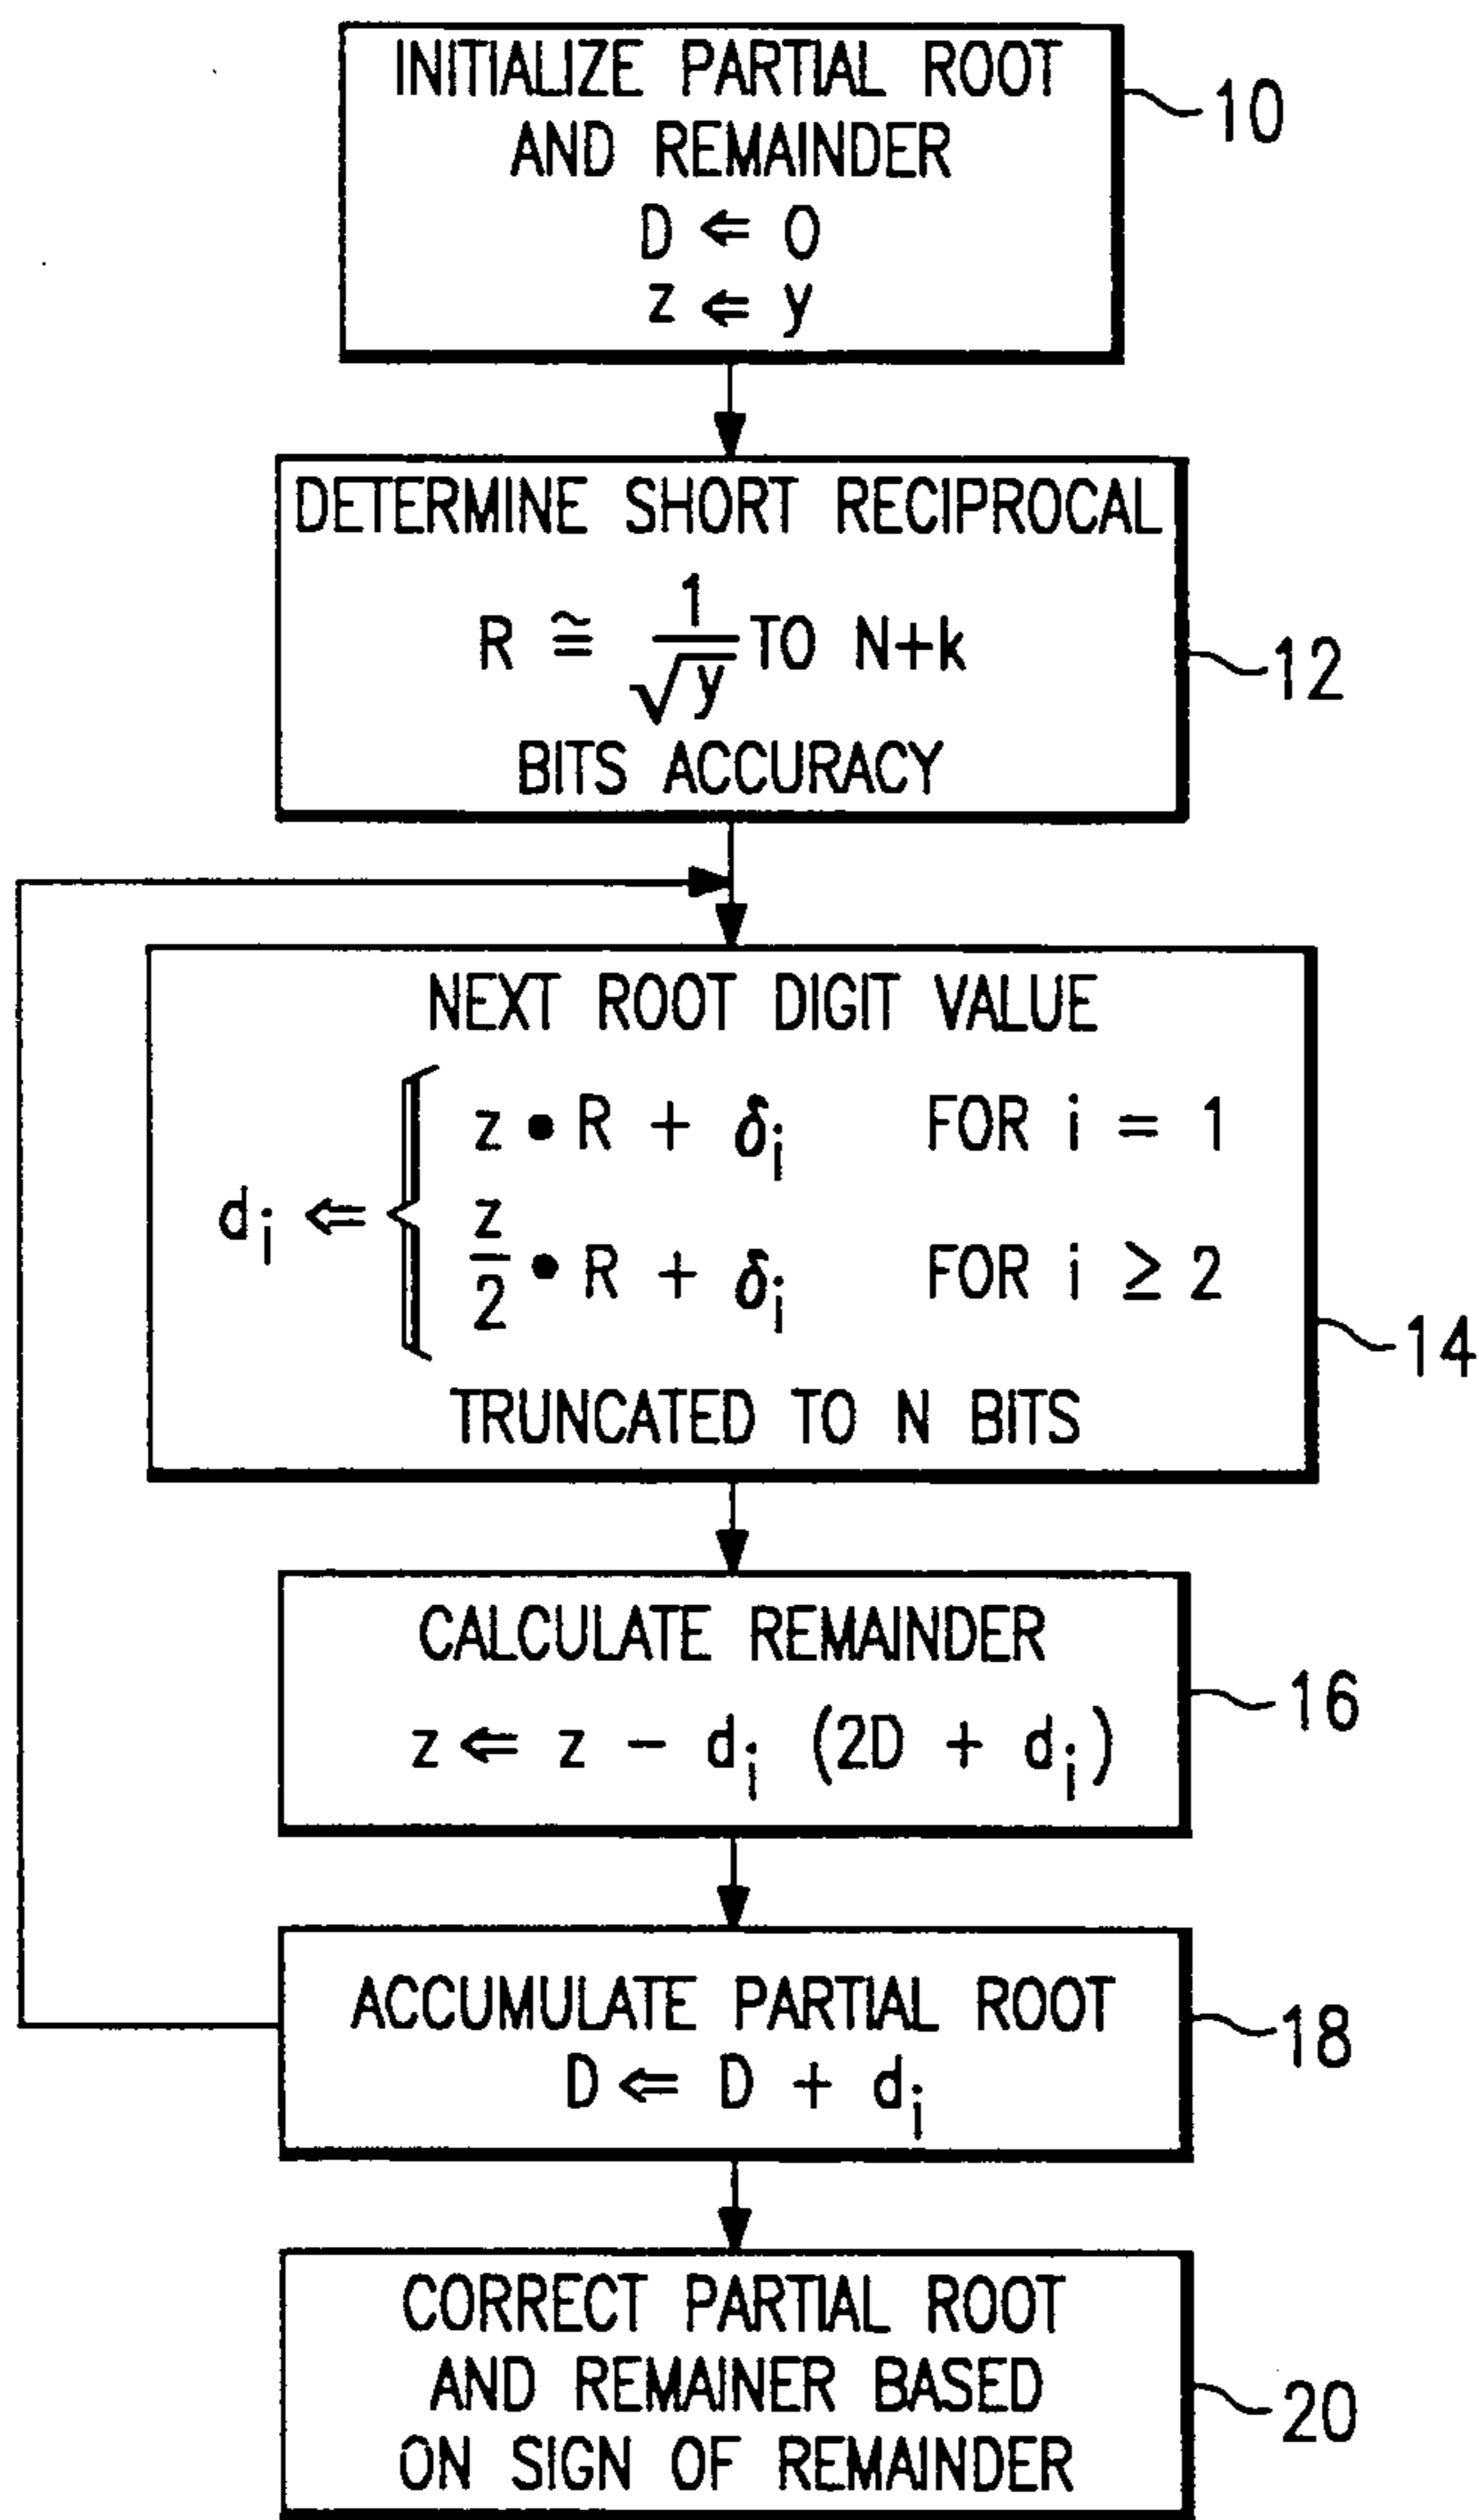 INITIALIZE PARTIAL ROOT
AND REMAINDER
D ⇐ 0
z ⇐ y
10
DETERMINE SHORT RECIPROCAL
R ≅ 1/√y TO N+k
BITS ACCURACY
12
NEXT ROOT DIGIT VALUE
dᵢ ⇐ { z • R + δᵢ FOR i = 1
z/2 • R + δᵢ FOR i ≥ 2
TRUNCATED TO N BITS
14
CALCULATE REMAINDER
z ⇐ z − dᵢ (2D + dᵢ)
16
ACCUMULATE PARTIAL ROOT
D ⇐ D + dᵢ
18
CORRECT PARTIAL ROOT
AND REMAINER BASED
ON SIGN OF REMAINDER
20